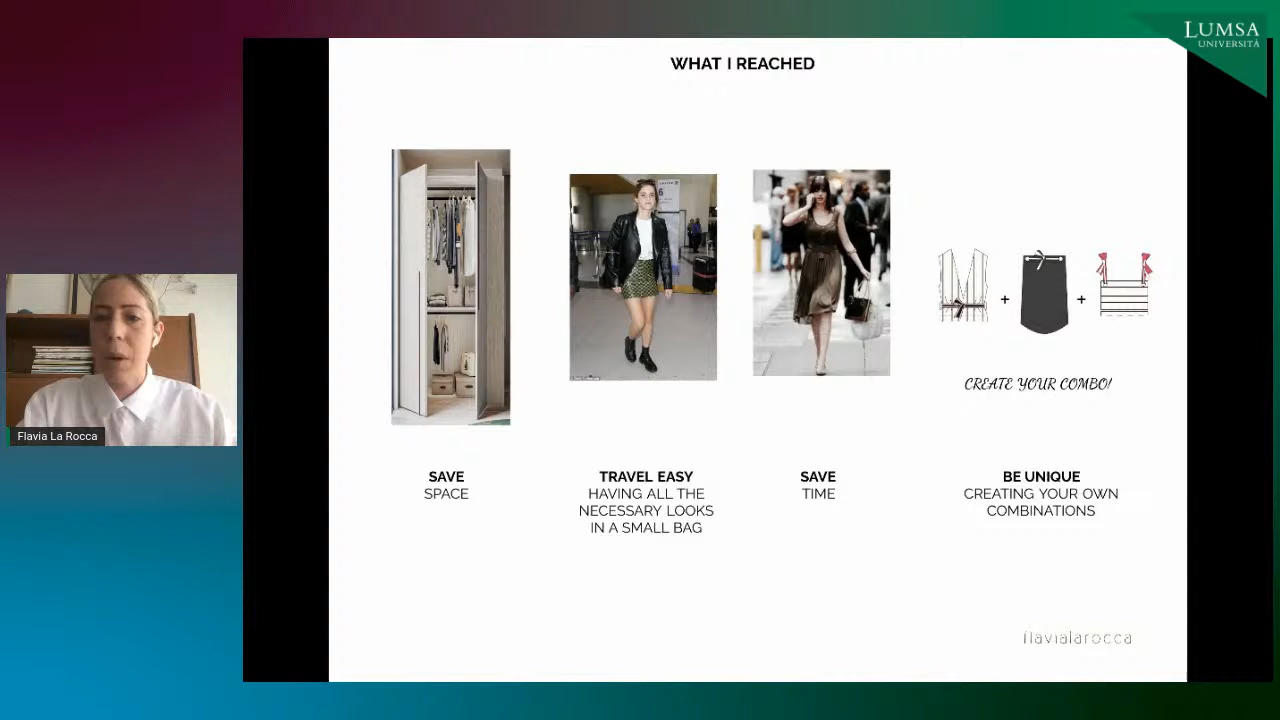 LUMSA
UNIVERSITÀ
WHAT I REACHED
+
+
CREATE YOUR COMBO!
SAVE
SPACE
TRAVEL EASY
HAVING ALL THE
NECESSARY LOOKS
IN A SMALL BAG
SAVE
TIME
BE UNIQUE
CREATING YOUR OWN
COMBINATIONS
Flavia La Rocca
flavialarocca